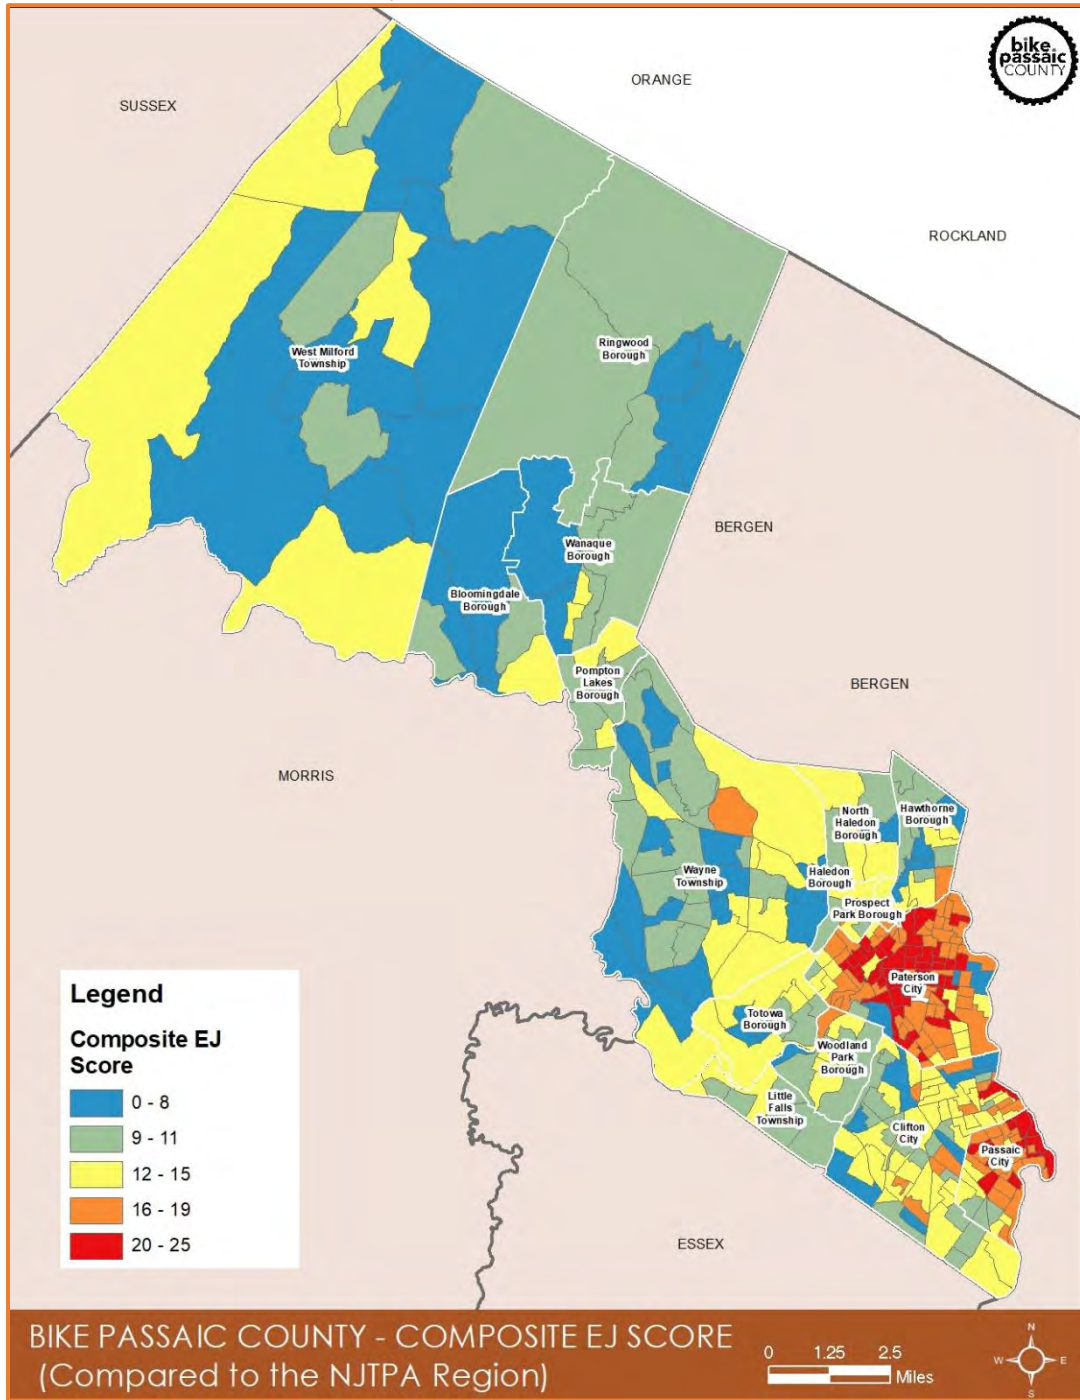 bike
passaic
COUNTY
ORANGE
SUSSEX
ROCKLAND
West Milford
Township
Ringwood
Borough
BERGEN
Wanaque
Borough
Bloomingdale
Borough
Pompton
Lakes
Borough
BERGEN
MORRIS
North
Haledon
Borough
Hawthorne
Borough
Wayne
Township
Haledon
Borough
Prospect
Park Borough
Paterson
City
Totowa
Borough
Woodland
Park
Borough
Little
Falls
Township
Clifton
City
Passaic
City
ESSEX
Legend
Composite EJ
Score
0 - 8
9 - 11
12 - 15
16 - 19
20 - 25
BIKE PASSAIC COUNTY - COMPOSITE EJ SCORE
(Compared to the NJTPA Region)
0 1.25 2.5
Miles
N
W E
S